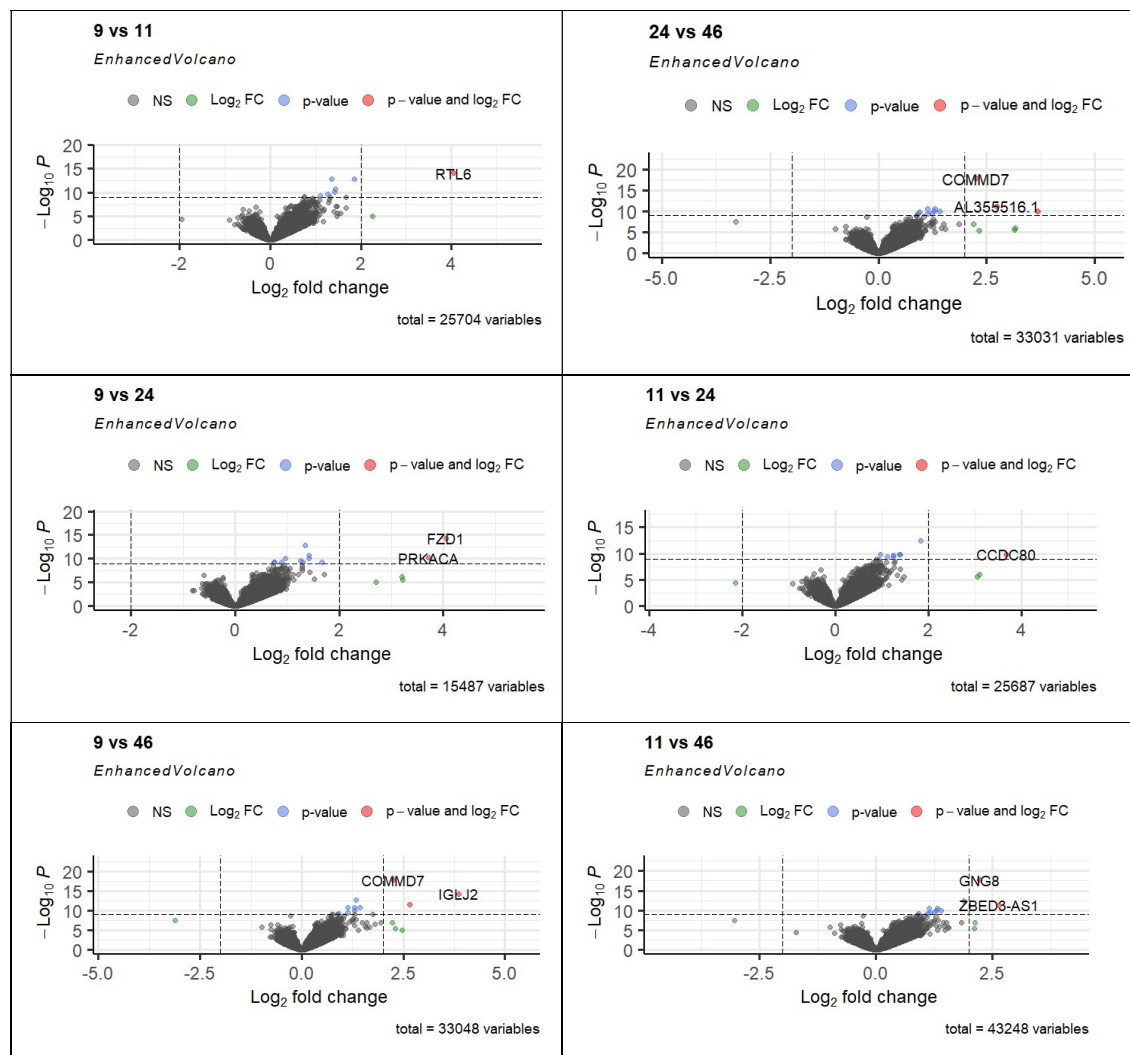 9 vs 11
EnhancedVolcano
NS Log2 FC p-value p – value and log2 FC
20
15
10
5
0
– Log10 P
RTL6
-2 0 2 4
Log2 fold change
total = 25704 variables
24 vs 46
EnhancedVolcano
NS Log2 FC p-value p – value and log2 FC
20
15
10
5
0
– Log10 P
COMMD7
AL355516.1
-5.0 -2.5 0.0 2.5 5.0
Log2 fold change
total = 33031 variables
9 vs 24
EnhancedVolcano
NS Log2 FC p-value p – value and log2 FC
20
15
10
5
0
– Log10 P
FZD1
PRKACA
-2 0 2 4
Log2 fold change
total = 15487 variables
11 vs 24
EnhancedVolcano
NS Log2 FC p-value p – value and log2 FC
15
10
5
0
– Log10 P
CCDC80
-4 -2 0 2 4
Log2 fold change
total = 25687 variables
9 vs 46
EnhancedVolcano
NS Log2 FC p-value p – value and log2 FC
20
15
10
5
0
– Log10 P
COMMD7
IGLJ2
-5.0 -2.5 0.0 2.5 5.0
Log2 fold change
total = 33048 variables
11 vs 46
EnhancedVolcano
NS Log2 FC p-value p – value and log2 FC
20
15
10
5
0
– Log10 P
GNG8
ZBED3-AS1
-2.5 0.0 2.5
Log2 fold change
total = 43248 variables